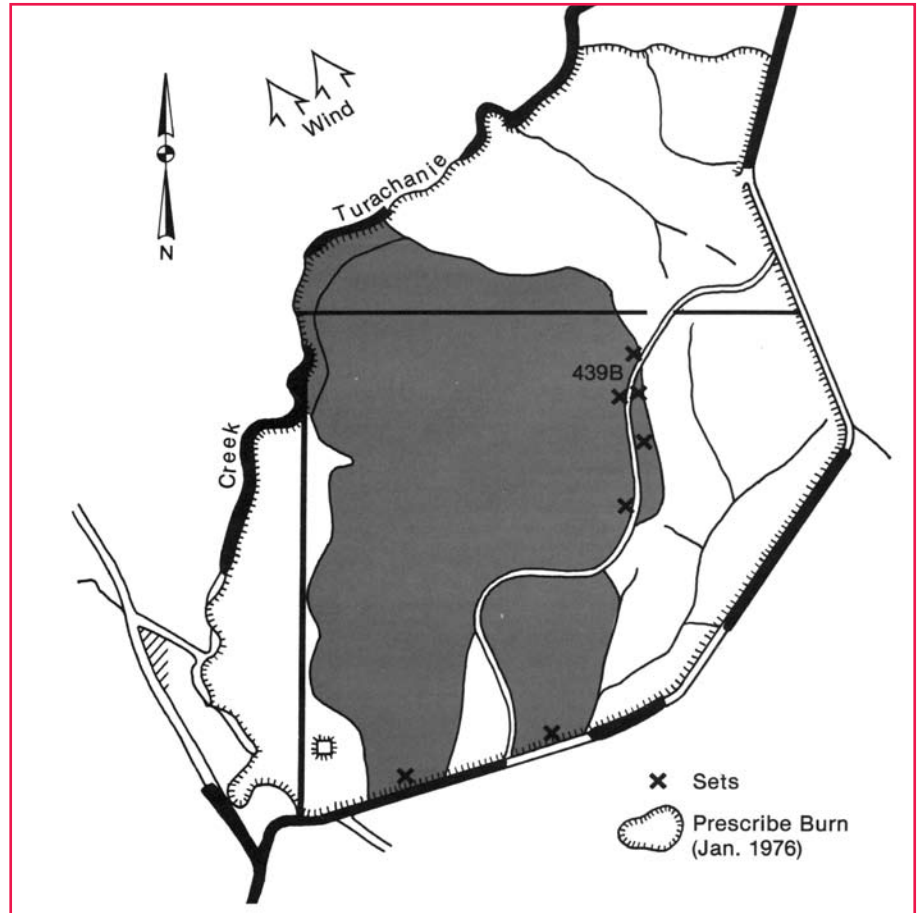 Wind
N
Turachanie
439B
Creek
Sets
Prescribe Burn
(Jan. 1976)